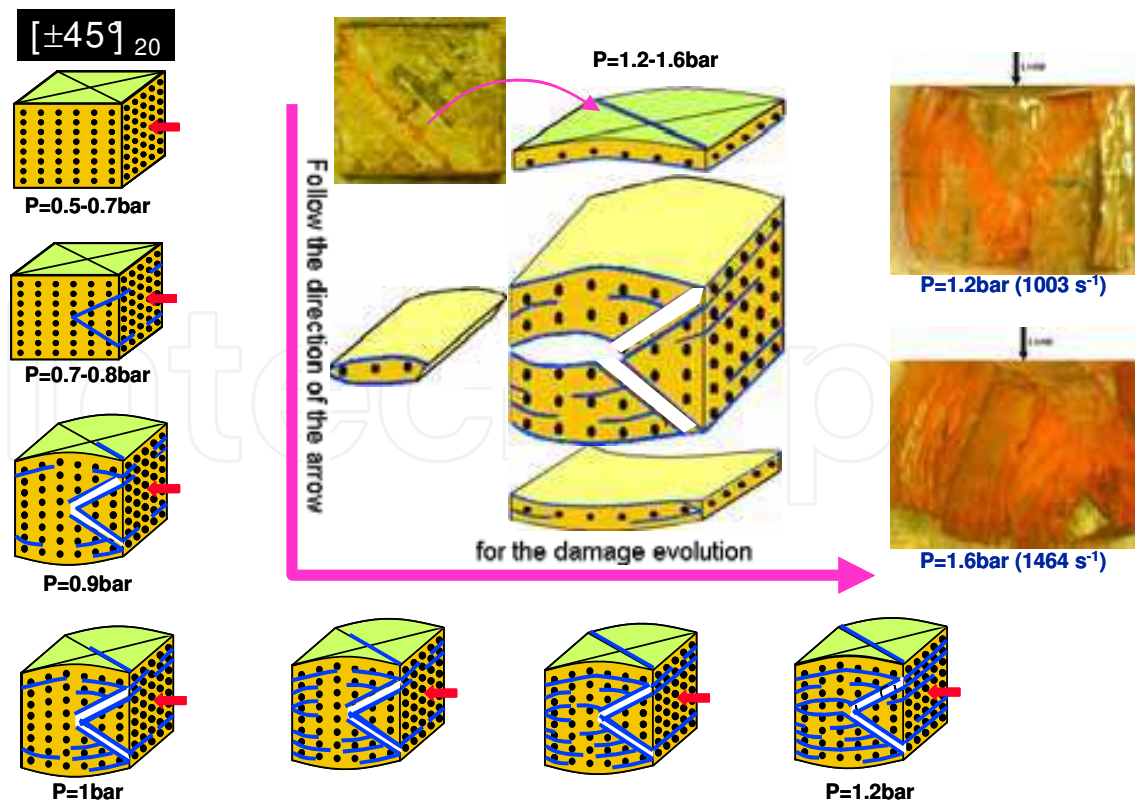 [±45°] 20
P=0.5-0.7bar
P=0.7-0.8bar
P=0.9bar
P=1bar
P=1.2bar
Follow the direction of the arrow
for the damage evolution
P=1.2-1.6bar
P=1.2bar (1003 s-1)
P=1.6bar (1464 s-1)